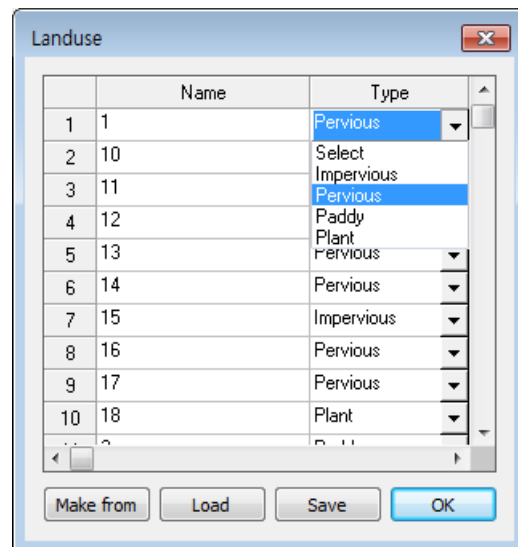 Landuse
Name Type
1 1 Pervious
2 10 Select
Impervious
3 11 Pervious
4 12 Paddy
Plant
5 13 Pervious
6 14 Pervious
7 15 Impervious
8 16 Pervious
9 17 Pervious
10 18 Plant
Make from Load Save OK